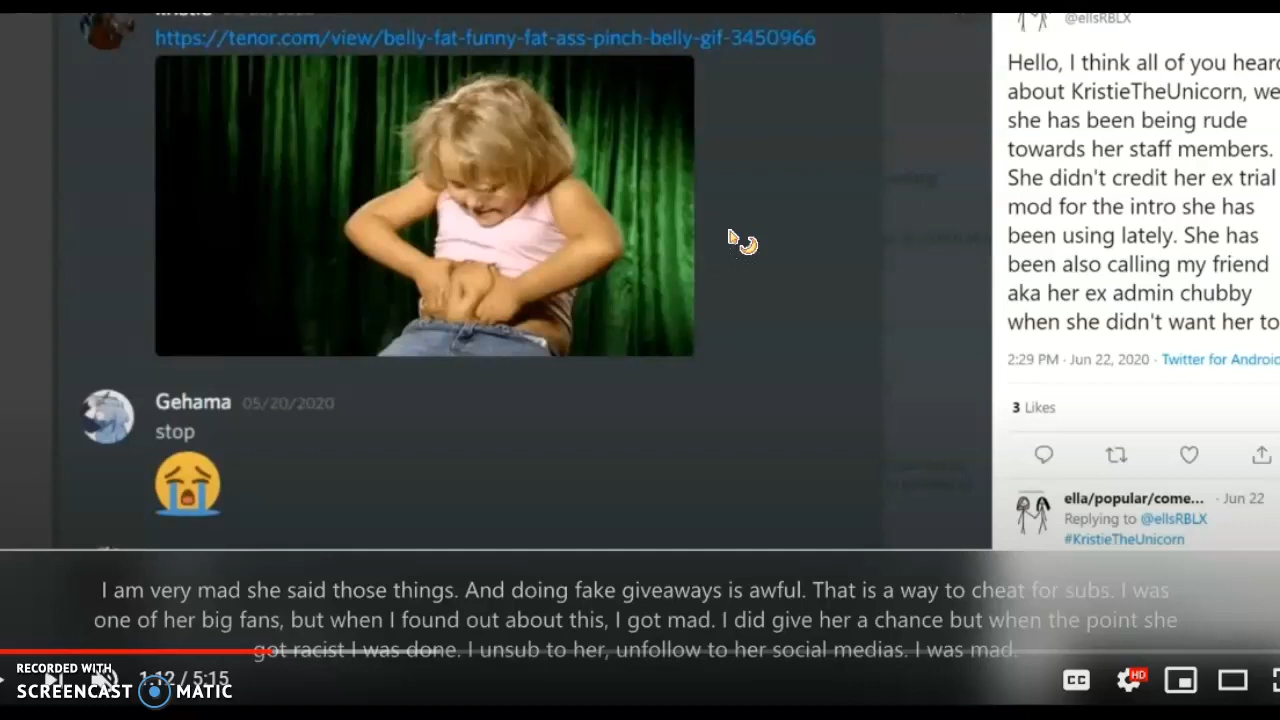 https://tenor.com/view/belly-fat-funny-fat-ass-pinch-belly-gif-3450966
Gehama 05/20/2020
stop
@ellsRBLX
Hello, I think all of you heard
about KristieTheUnicorn, we
she has been being rude
towards her staff members.
She didn't credit her ex trial
mod for the intro she has
been using lately. She has
been also calling my friend
aka her ex admin chubby
when she didn't want her to
2:29 PM · Jun 22, 2020 · Twitter for Android
3 Likes
ella/popular/come... · Jun 22
Replying to @ellsRBLX
#KristieTheUnicorn
I am very mad she said those things. And doing fake giveaways is awful. That is a way to cheat for subs. I was
one of her big fans, but when I found out about this, I got mad. I did give her a chance but when the point she
got racist I was done. I unsub to her, unfollow to her social medias. I was mad.
1:12 / 5:15
CC
HD
RECORDED WITH
SCREENCAST MATIC